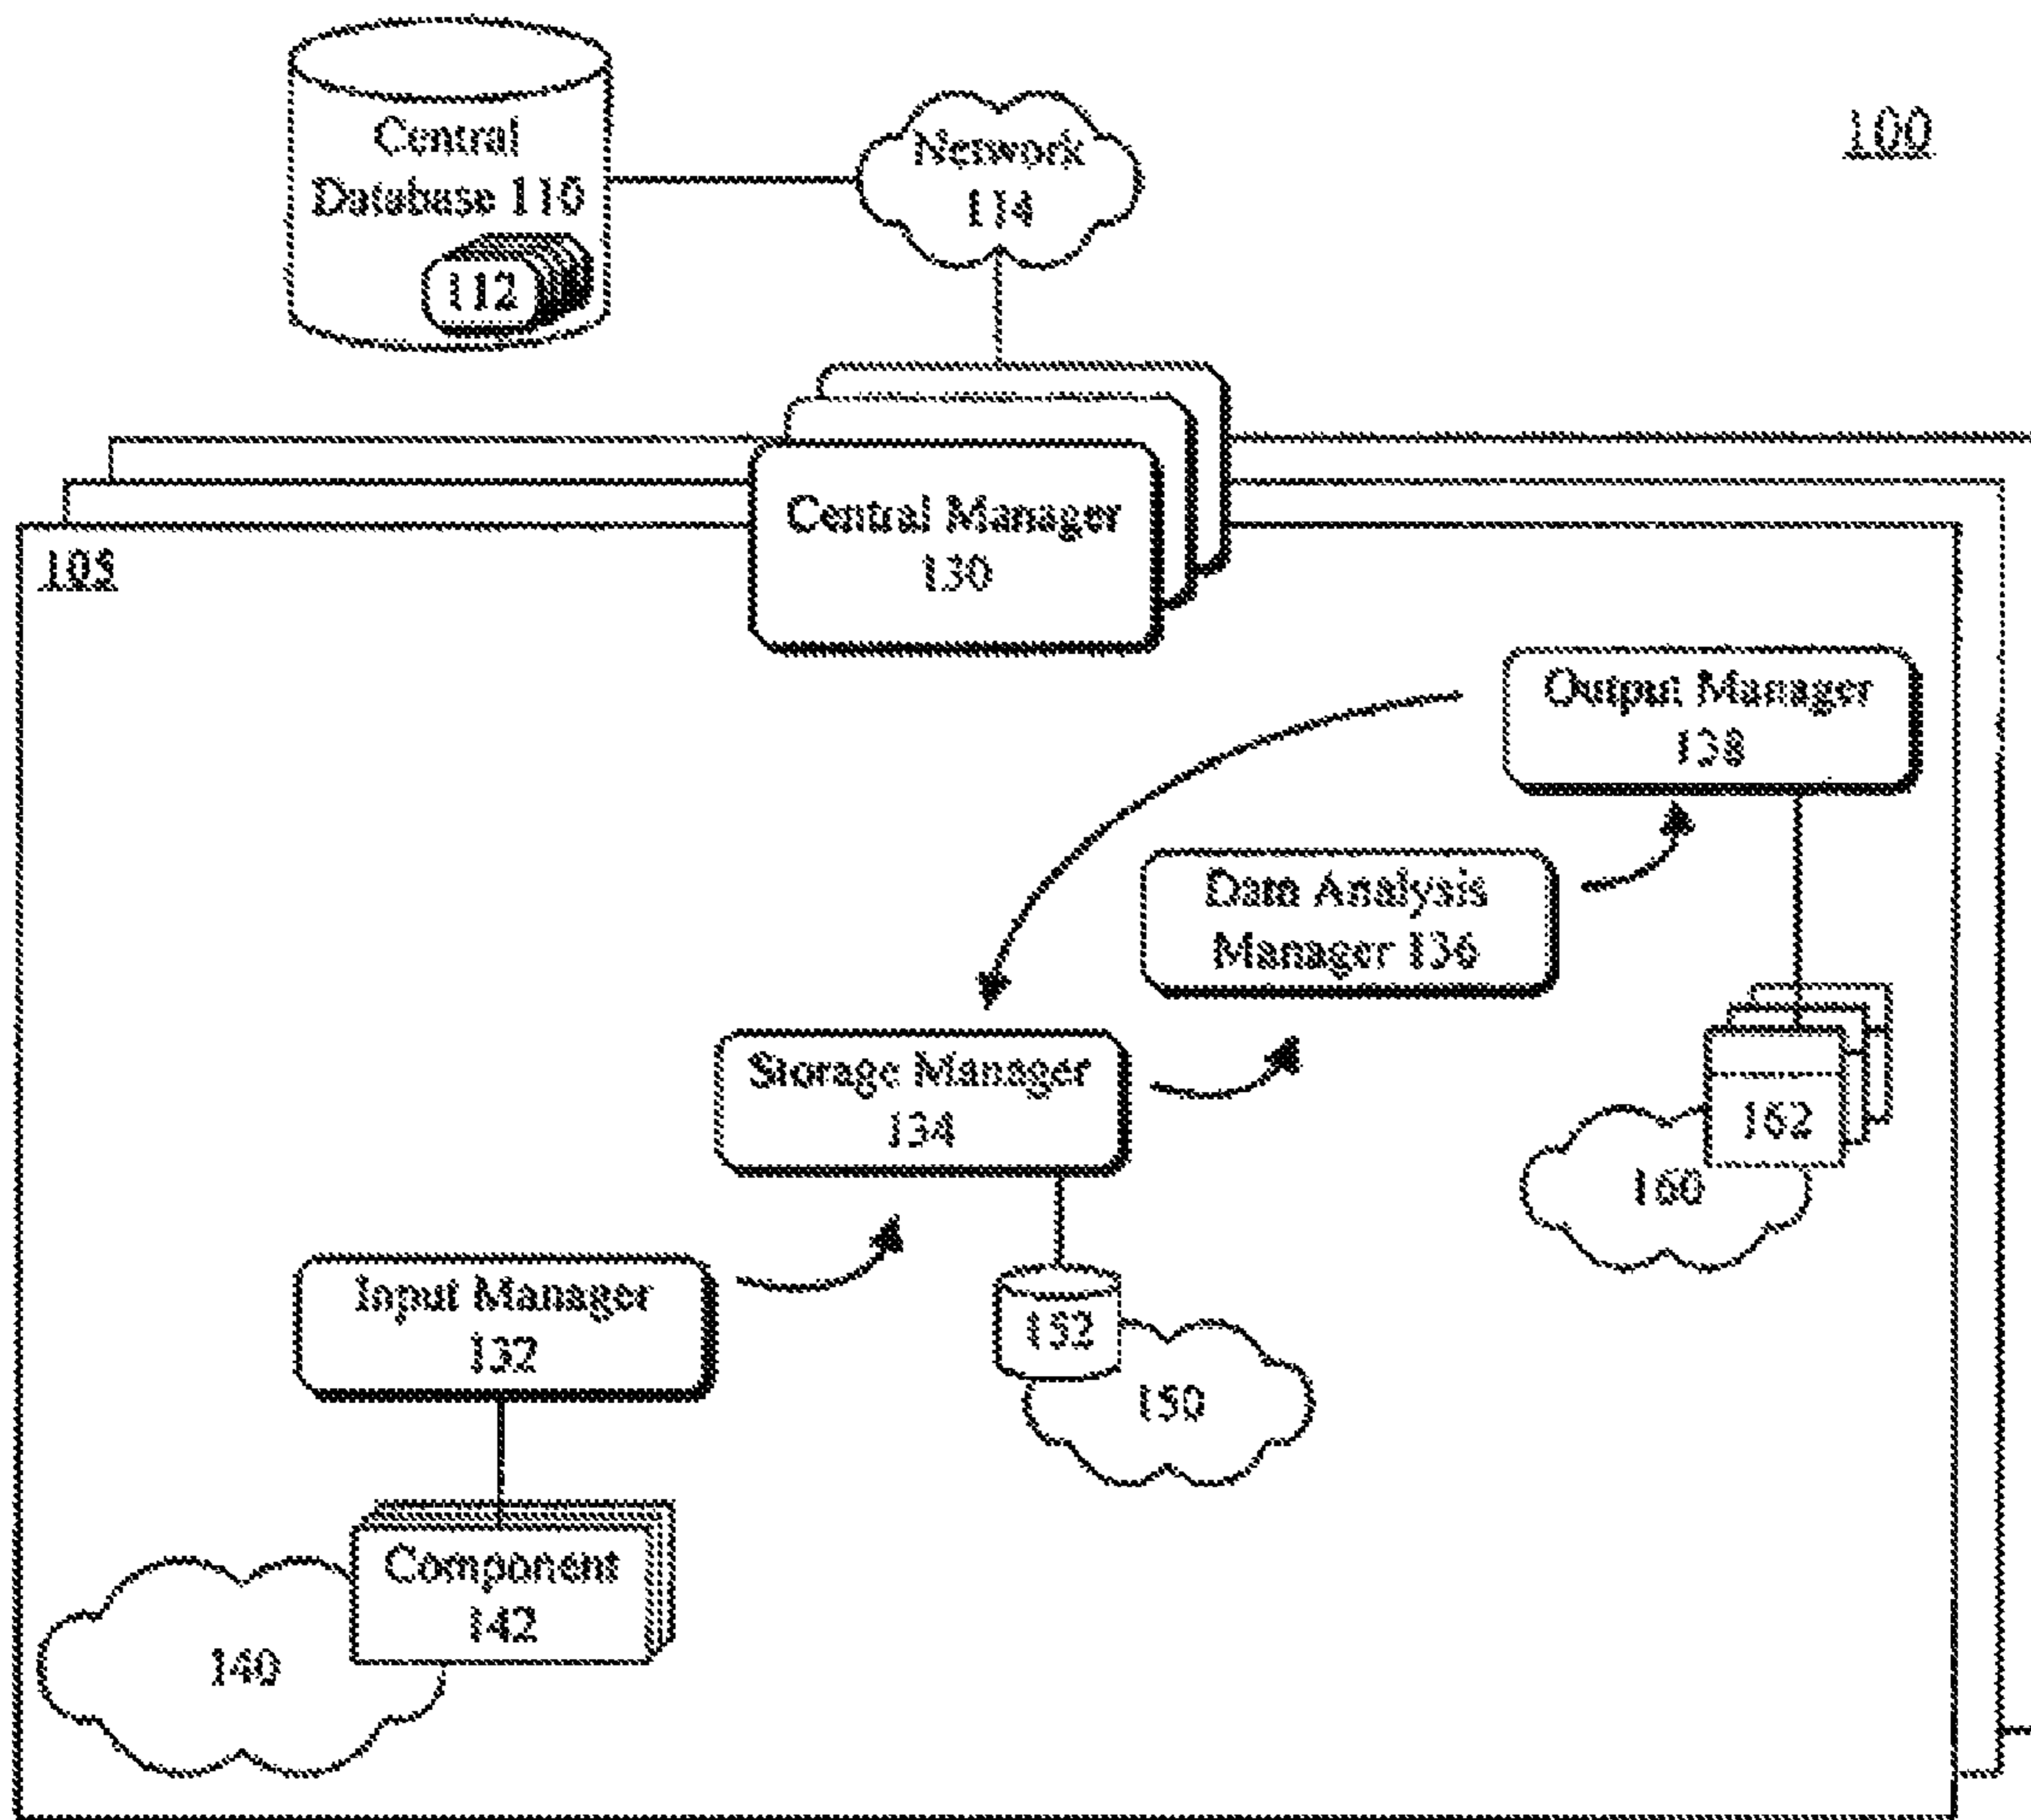 Central
Database 110
112
Network
114
100
Central Manager
130
105
Output Manager
138
Data Analysis
Manager 136
Storage Manager
134
162
160
Input Manager
132
152
150
Component
142
140